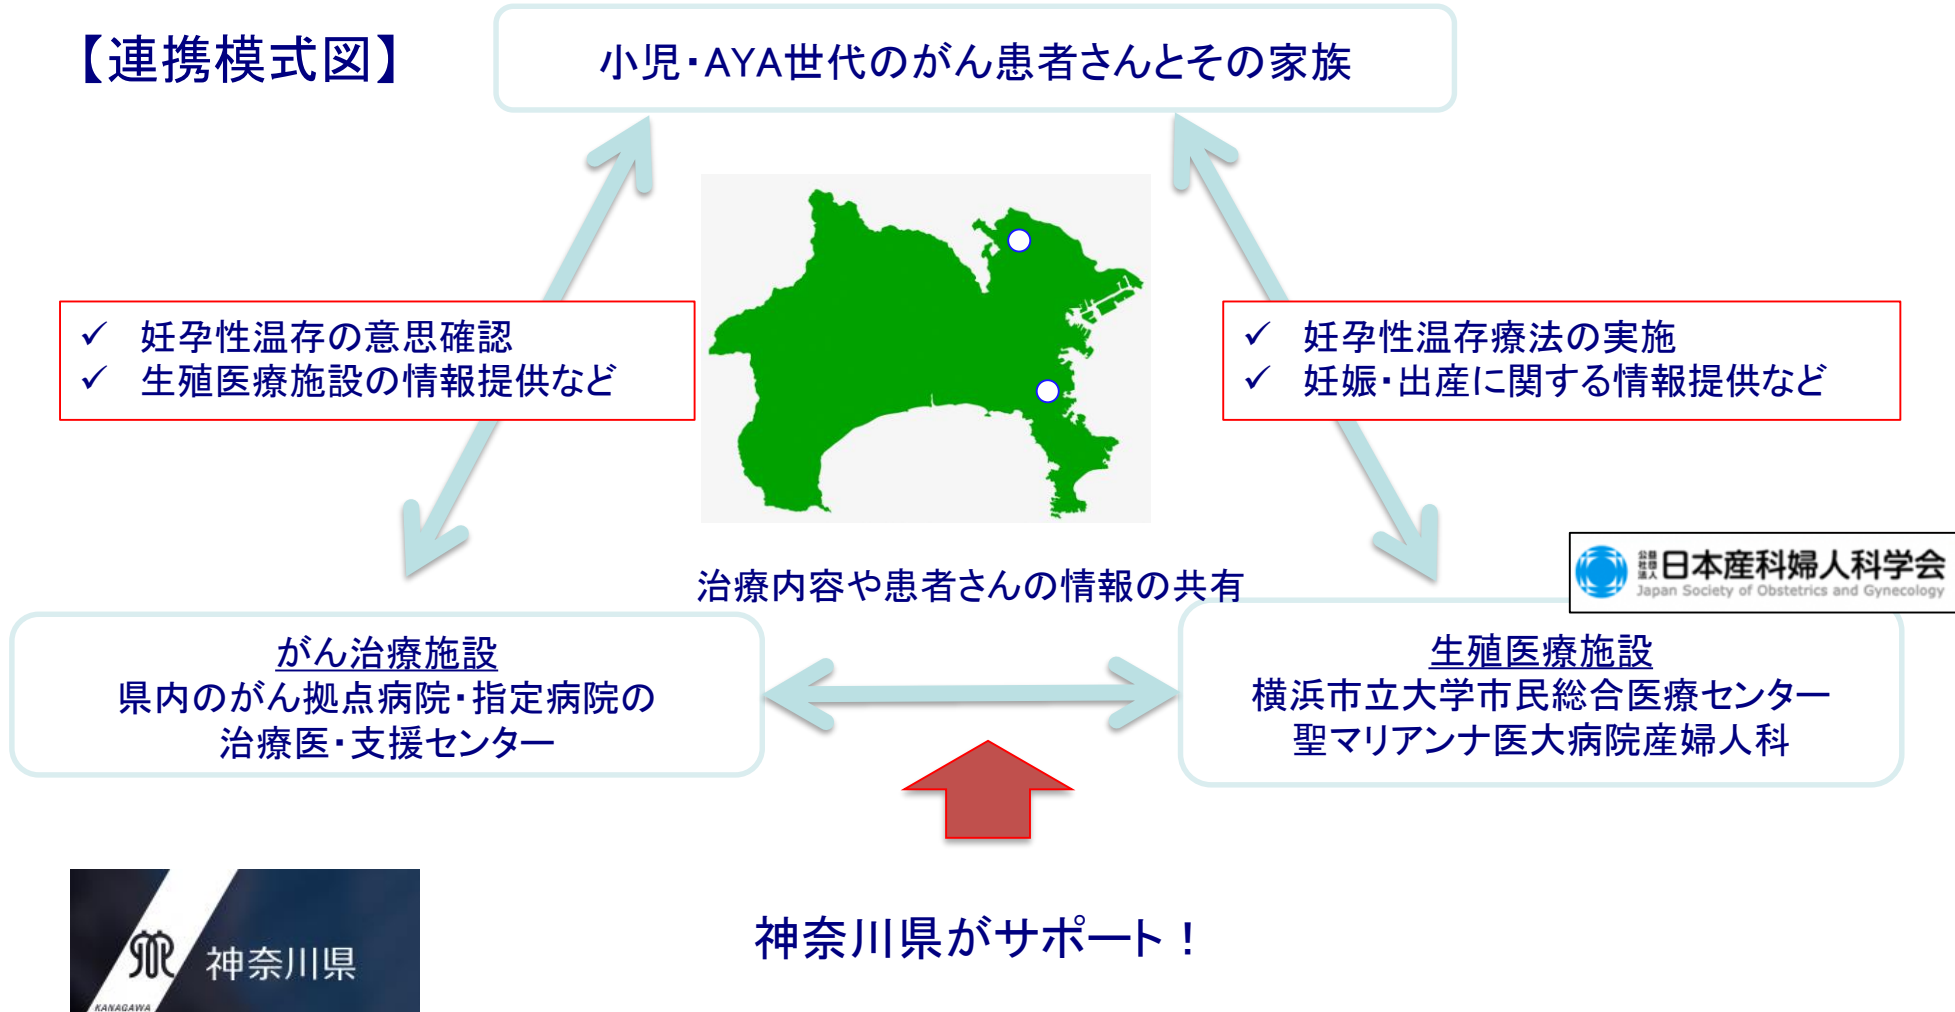 【連携模式図】
小児・AYA世代のがん患者さんとその家族
✓ 妊孕性温存の意思確認
✓ 生殖医療施設の情報提供など
✓ 妊孕性温存療法の実施
✓ 妊娠・出産に関する情報提供など
公益社団法人 日本産科婦人科学会
Japan Society of Obstetrics and Gynecology
治療内容や患者さんの情報の共有
がん治療施設
県内のがん拠点病院・指定病院の
治療医・支援センター
生殖医療施設
横浜市立大学市民総合医療センター
聖マリアンナ医大病院産婦人科
神奈川県がサポート！
神奈川県
KANAGAWA